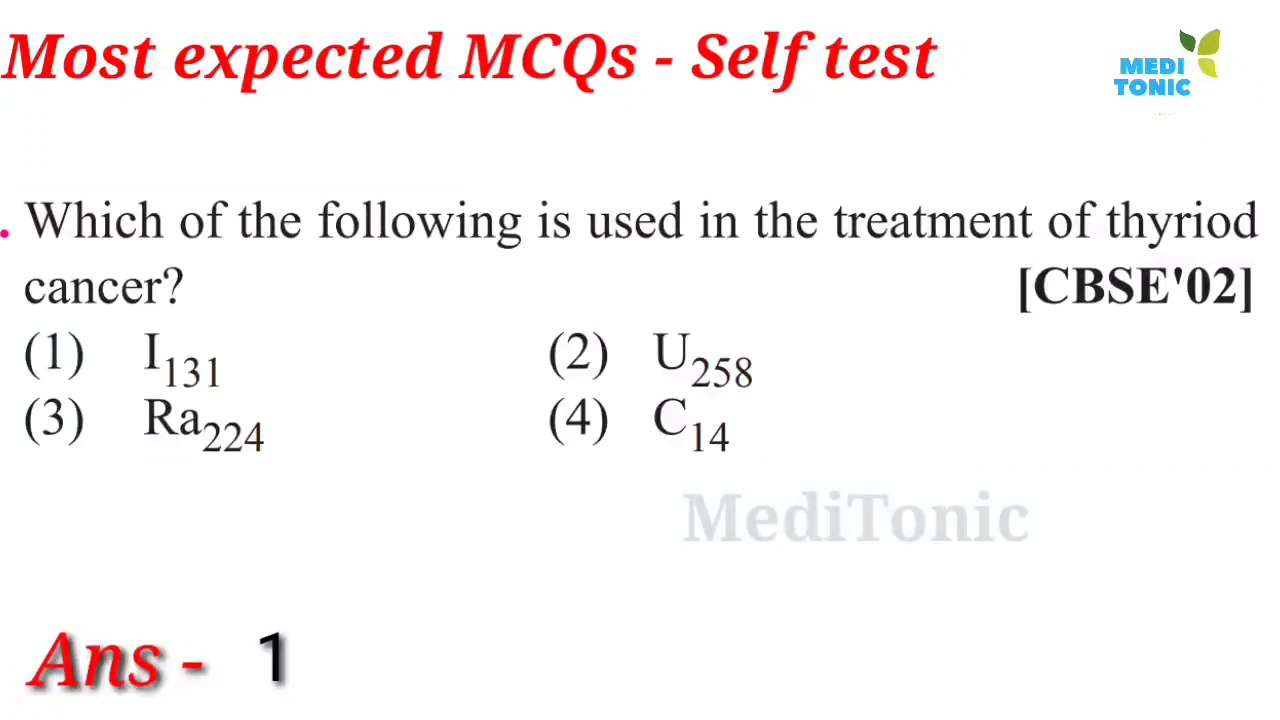 Most expected MCQs - Self test
MEDI
TONIC
. Which of the following is used in the treatment of thyriod
cancer? [CBSE'02]
(1) I131 (2) U258
(3) Ra224 (4) C14
MediTonic
Ans - 1